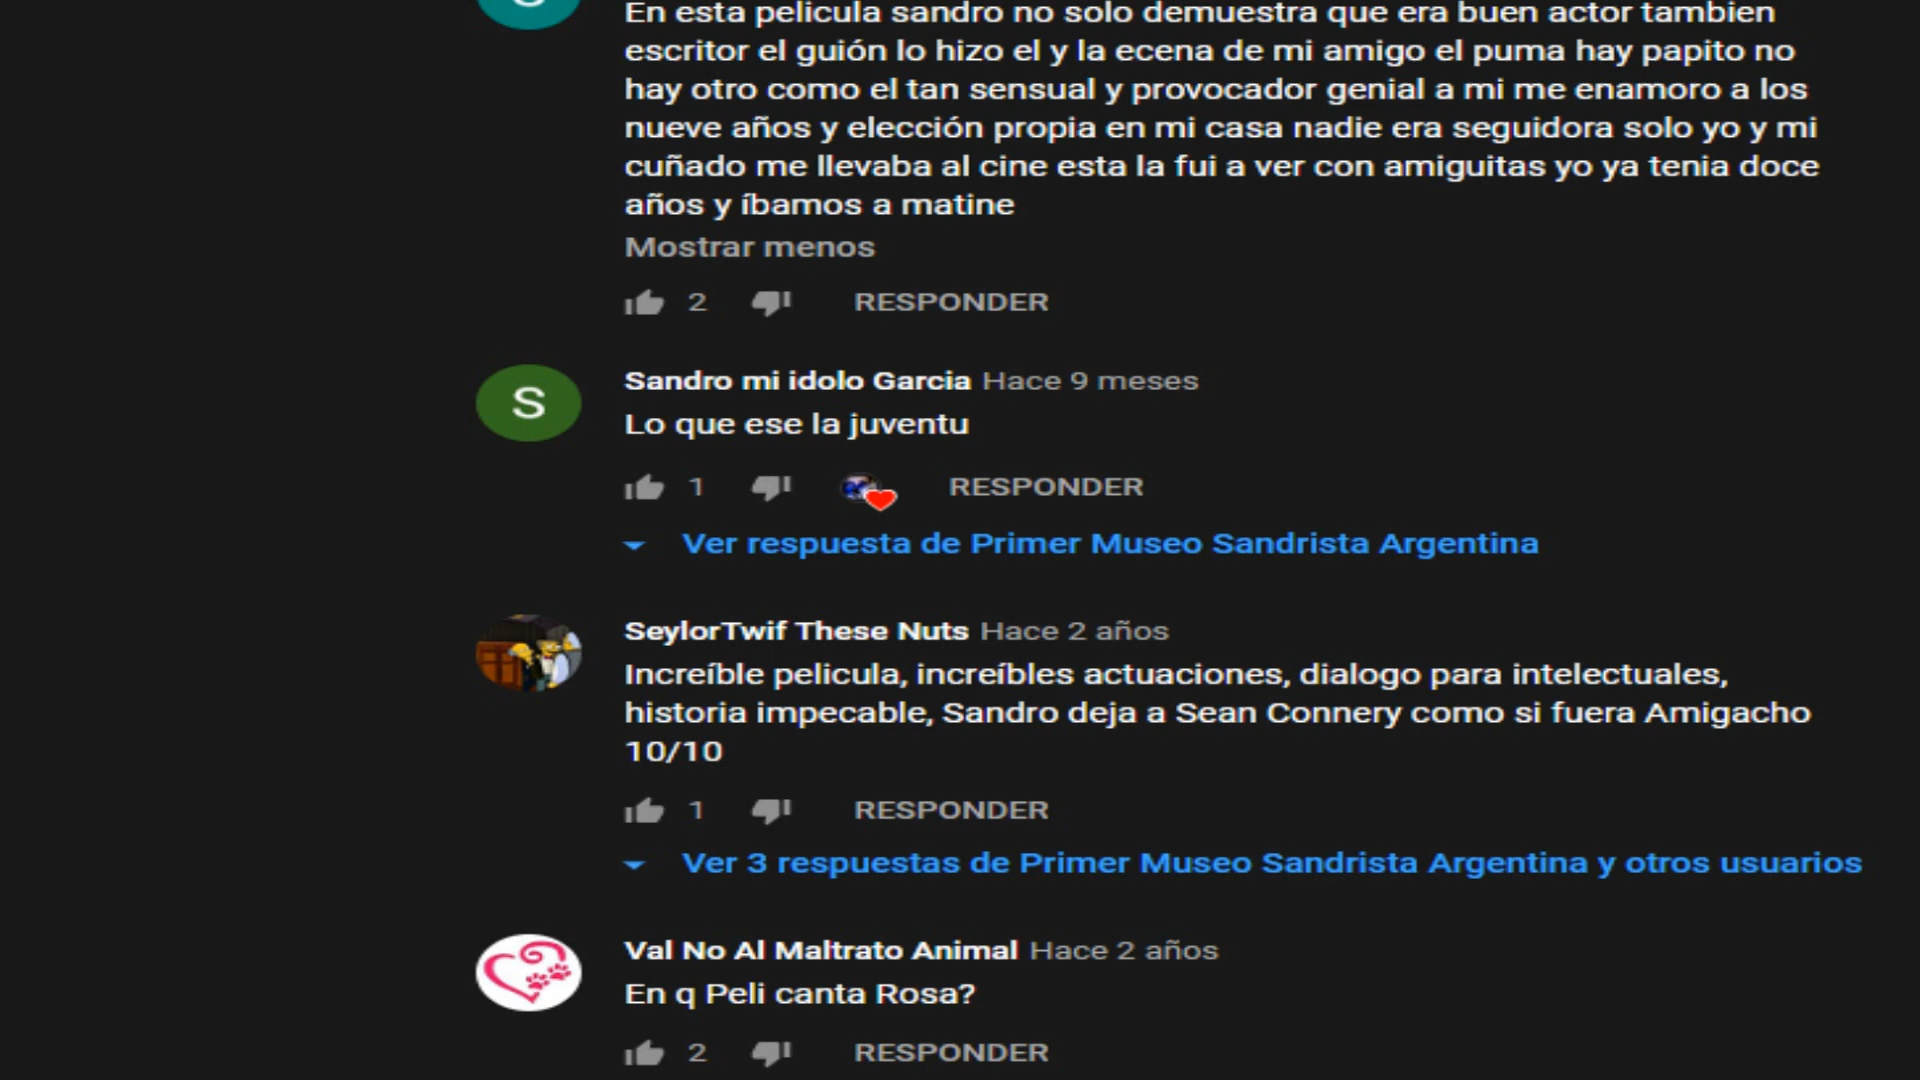 En esta pelicula sandro no solo demuestra que era buen actor tambien
escritor el guión lo hizo el y la ecena de mi amigo el puma hay papito no
hay otro como el tan sensual y provocador genial a mi me enamoro a los
nueve años y elección propia en mi casa nadie era seguidora solo yo y mi
cuñado me llevaba al cine esta la fui a ver con amiguitas yo ya tenia doce
años y íbamos a matine
Mostrar menos
2 RESPONDER
S
Sandro mi idolo Garcia Hace 9 meses
Lo que ese la juventu
1 RESPONDER
Ver respuesta de Primer Museo Sandrista Argentina
SeylorTwif These Nuts Hace 2 años
Increíble pelicula, increíbles actuaciones, dialogo para intelectuales,
historia impecable, Sandro deja a Sean Connery como si fuera Amigacho
10/10
1 RESPONDER
Ver 3 respuestas de Primer Museo Sandrista Argentina y otros usuarios
Val No Al Maltrato Animal Hace 2 años
En q Peli canta Rosa?
2 RESPONDER